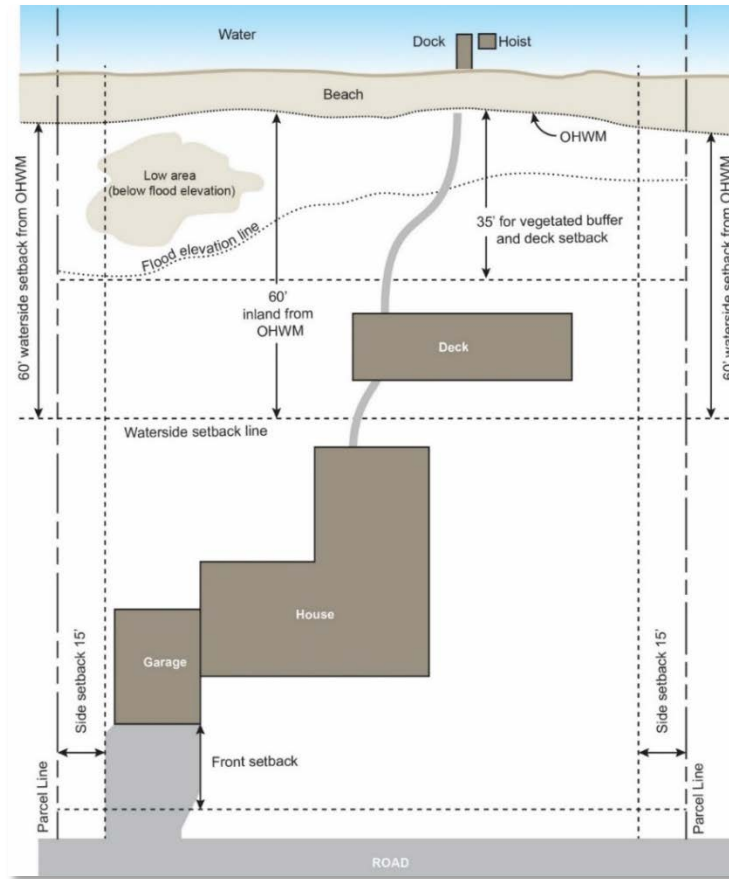 Water
Dock
Hoist
Beach
OHWM
Low area
(below flood elevation)
35' for vegetated buffer
and deck setback
Flood elevation line
60' waterside setback from OHWM
60' waterside setback from OHWM
60'
inland from
OHWM
Deck
Waterside setback line
House
Garage
Side setback 15'
Side setback 15'
Front setback
Parcel Line
Parcel Line
ROAD